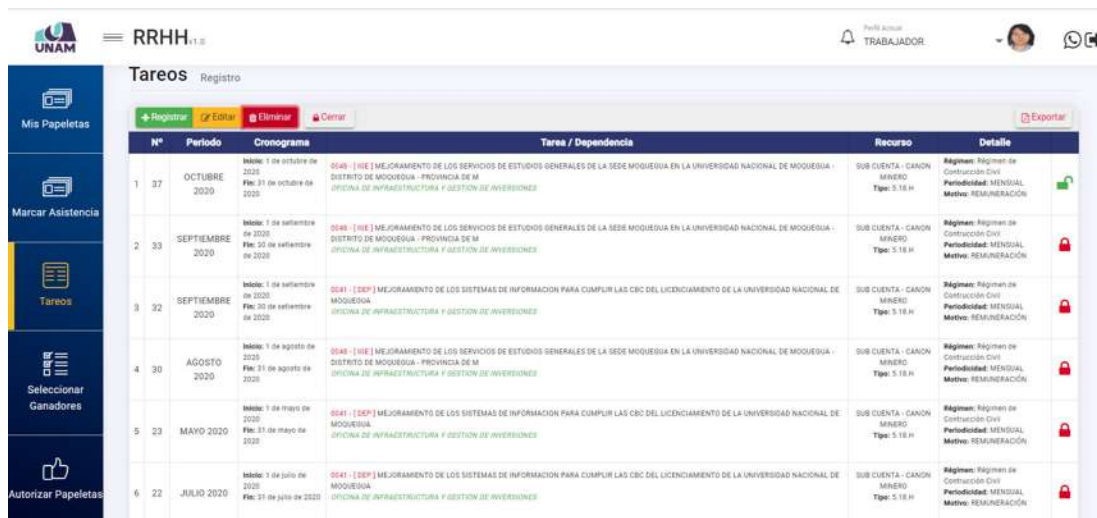 UNAM
RRHH v1.0
Perfil Actual
TRABAJADOR
Mis Papeletas
Marcar Asistencia
Tareos
Seleccionar
Ganadores
Autorizar Papeletas
Tareos Registro
Registrar Editar Eliminar Cerrar Exportar
Nº Periodo Cronograma Tarea / Dependencia Recurso Detalle
1 37 OCTUBRE 2020
Inicio: 1 de octubre de
2020
Fin: 31 de octubre de
2020
MEJORAMIENTO DE LOS SERVICIOS DE ESTUDIOS GENERALES DE LA SEDE MOQUEGUA EN LA UNIVERSIDAD NACIONAL DE MOQUEGUA -
DISTRITO DE MOQUEGUA - PROVINCIA DE M
OFICINA DE INFRAESTRUCTURA Y GESTIÓN DE INVERSIONES
SUB CUENTA - CANON
MINERO
Tipo: 5.18.H
Régimen: Régimen de
Contrucción Civil
Periodicidad: MENSUAL
Motivo: REMUNERACIÓN
2 33 SEPTIEMBRE 2020
Inicio: 1 de setiembre
de 2020
Fin: 30 de setiembre
de 2020
MEJORAMIENTO DE LOS SERVICIOS DE ESTUDIOS GENERALES DE LA SEDE MOQUEGUA EN LA UNIVERSIDAD NACIONAL DE MOQUEGUA -
DISTRITO DE MOQUEGUA - PROVINCIA DE M
OFICINA DE INFRAESTRUCTURA Y GESTIÓN DE INVERSIONES
SUB CUENTA - CANON
MINERO
Tipo: 5.18.H
Régimen: Régimen de
Contrucción Civil
Periodicidad: MENSUAL
Motivo: REMUNERACIÓN
3 32 SEPTIEMBRE 2020
Inicio: 1 de setiembre
de 2020
Fin: 30 de setiembre
de 2020
0041 - [ DEP ] MEJORAMIENTO DE LOS SISTEMAS DE INFORMACION PARA CUMPLIR LAS CBC DEL LICENCIAMIENTO DE LA UNIVERSIDAD NACIONAL DE
MOQUEGUA
OFICINA DE INFRAESTRUCTURA Y GESTIÓN DE INVERSIONES
SUB CUENTA - CANON
MINERO
Tipo: 5.18.H
Régimen: Régimen de
Contrucción Civil
Periodicidad: MENSUAL
Motivo: REMUNERACIÓN
4 30 AGOSTO 2020
Inicio: 1 de agosto de
2020
Fin: 31 de agosto de
2020
MEJORAMIENTO DE LOS SERVICIOS DE ESTUDIOS GENERALES DE LA SEDE MOQUEGUA EN LA UNIVERSIDAD NACIONAL DE MOQUEGUA -
DISTRITO DE MOQUEGUA - PROVINCIA DE M
OFICINA DE INFRAESTRUCTURA Y GESTIÓN DE INVERSIONES
SUB CUENTA - CANON
MINERO
Tipo: 5.18.H
Régimen: Régimen de
Contrucción Civil
Periodicidad: MENSUAL
Motivo: REMUNERACIÓN
5 23 MAYO 2020
Inicio: 1 de mayo de
2020
Fin: 31 de mayo de
2020
0041 - [ DEP ] MEJORAMIENTO DE LOS SISTEMAS DE INFORMACION PARA CUMPLIR LAS CBC DEL LICENCIAMIENTO DE LA UNIVERSIDAD NACIONAL DE
MOQUEGUA
OFICINA DE INFRAESTRUCTURA Y GESTIÓN DE INVERSIONES
SUB CUENTA - CANON
MINERO
Tipo: 5.18.H
Régimen: Régimen de
Contrucción Civil
Periodicidad: MENSUAL
Motivo: REMUNERACIÓN
6 22 JULIO 2020
Inicio: 1 de julio de
2020
Fin: 31 de julio de 2020
0041 - [ DEP ] MEJORAMIENTO DE LOS SISTEMAS DE INFORMACION PARA CUMPLIR LAS CBC DEL LICENCIAMIENTO DE LA UNIVERSIDAD NACIONAL DE
MOQUEGUA
OFICINA DE INFRAESTRUCTURA Y GESTIÓN DE INVERSIONES
SUB CUENTA - CANON
MINERO
Tipo: 5.18.H
Régimen: Régimen de
Contrucción Civil
Periodicidad: MENSUAL
Motivo: REMUNERACIÓN